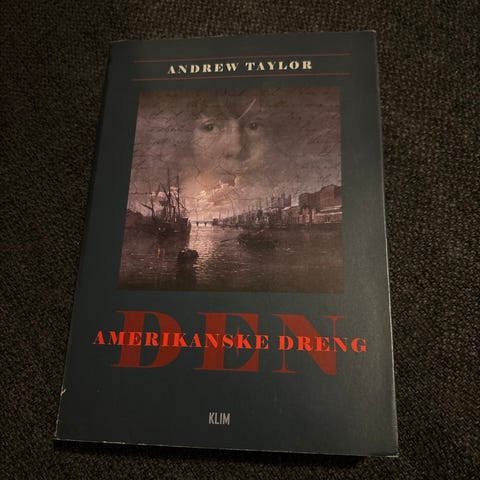 ANDREW TAYLOR
DEN
AMERIKANSKE DRENG
KLIM